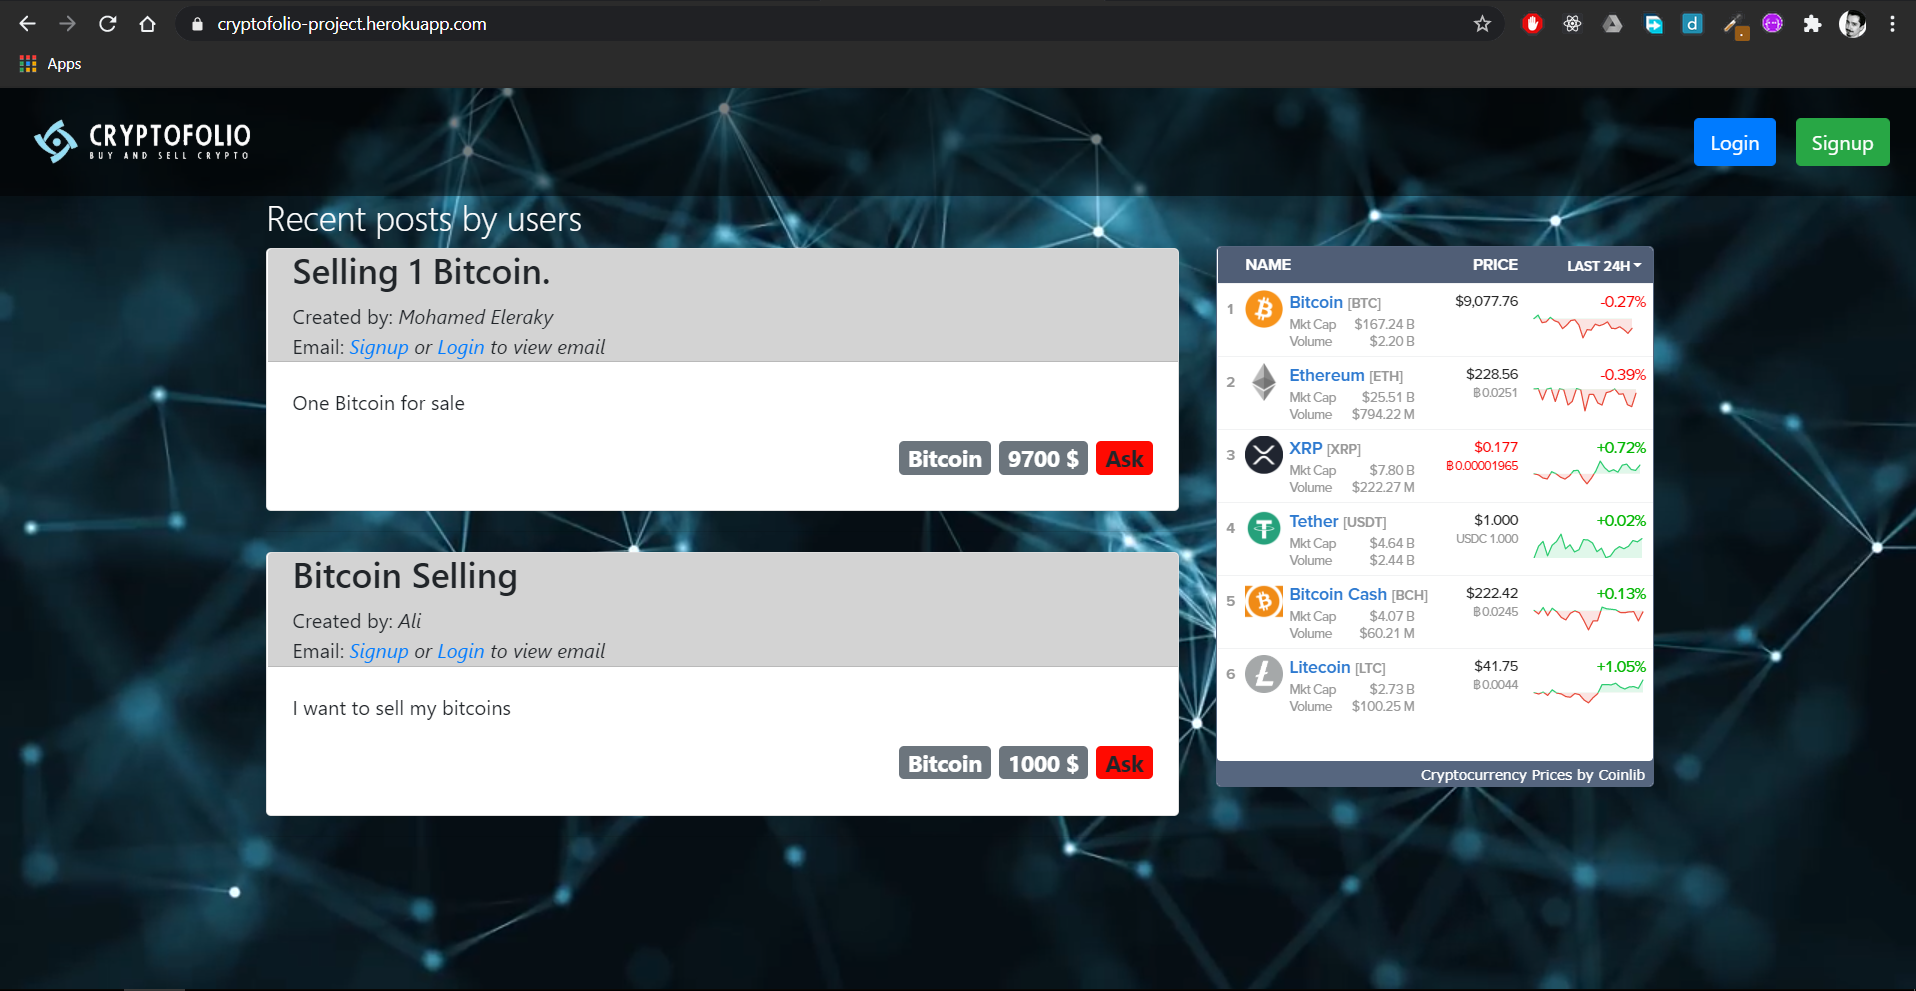 cryptofolio-project.herokuapp.com
Apps
CRYPTOFOLIO
BUY AND SELL CRYPTO
Login
Signup
Recent posts by users
Selling 1 Bitcoin.
Created by: Mohamed Eleraky
Email: Signup or Login to view email
One Bitcoin for sale
Bitcoin 9700 $ Ask
Bitcoin Selling
Created by: Ali
Email: Signup or Login to view email
I want to sell my bitcoins
Bitcoin 1000 $ Ask
NAME PRICE LAST 24H
1 Bitcoin [BTC] $9,077.76 -0.27%
Mkt Cap $167.24 B
Volume $2.20 B
2 Ethereum [ETH] $228.56 -0.39%
Mkt Cap $25.51 B ฿0.0251
Volume $794.22 M
3 XRP [XRP] $0.177 +0.72%
Mkt Cap $7.80 B ฿0.00001965
Volume $222.27 M
4 Tether [USDT] $1.000 +0.02%
Mkt Cap $4.64 B USDC 1.000
Volume $2.44 B
5 Bitcoin Cash [BCH] $222.42 +0.13%
Mkt Cap $4.07 B ฿0.0245
Volume $60.21 M
6 Litecoin [LTC] $41.75 +1.05%
Mkt Cap $2.73 B ฿0.0044
Volume $100.25 M
Cryptocurrency Prices by Coinlib